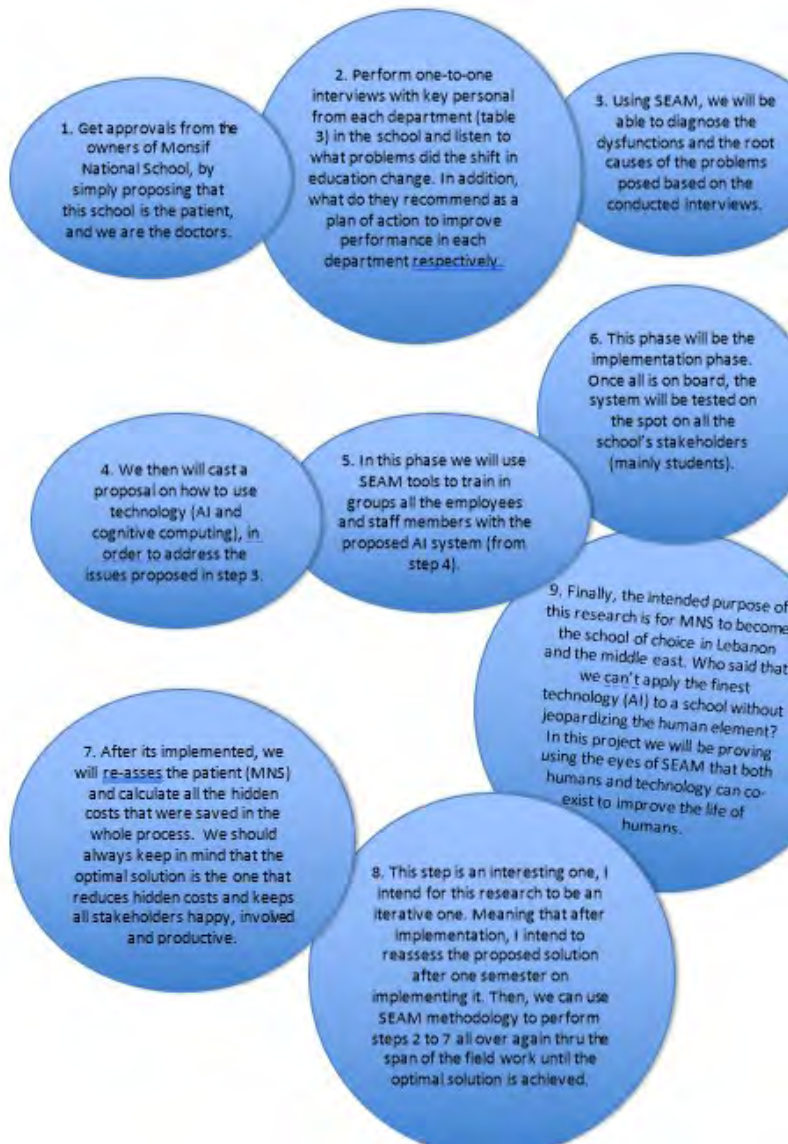 1. Get approvals from the
owners of Monsif
National School, by
simply proposing that
this school is the patient,
and we are the doctors.
2. Perform one-to-one
interviews with key personal
from each department (table
3) in the school and listen to
what problems did the shift in
education change. In addition,
what do they recommend as a
plan of action to improve
performance in each
department respectively.
3. Using SEAM, we will be
able to diagnose the
dysfunctions and the root
causes of the problems
posed based on the
conducted interviews.
4. We then will cast a
proposal on how to use
technology (AI and
cognitive computing), in
order to address the
issues proposed in step 3.
5. In this phase we will use
SEAM tools to train in
groups all the employees
and staff members with the
proposed AI system (from
step 4).
6. This phase will be the
implementation phase.
Once all is on board, the
system will be tested on
the spot on all the
school's stakeholders
(mainly students).
7. After its implemented, we
will re-asses the patient (MNS)
and calculate all the hidden
costs that were saved in the
whole process. We should
always keep in mind that the
optimal solution is the one that
reduces hidden costs and keeps
all stakeholders happy, involved
and productive.
8. This step is an interesting one, I
intend for this research to be an
iterative one. Meaning that after
implementation, I intend to
reassess the proposed solution
after one semester on
implementing it. Then, we can use
SEAM methodology to perform
steps 2 to 7 all over again thru the
span of the field work until the
optimal solution is achieved.
9. Finally, the intended purpose of
this research is for MNS to become
the school of choice in Lebanon
and the middle east. Who said that
we can't apply the finest
technology (AI) to a school without
jeopardizing the human element?
In this project we will be proving
using the eyes of SEAM that both
humans and technology can co-
exist to improve the life of
humans.